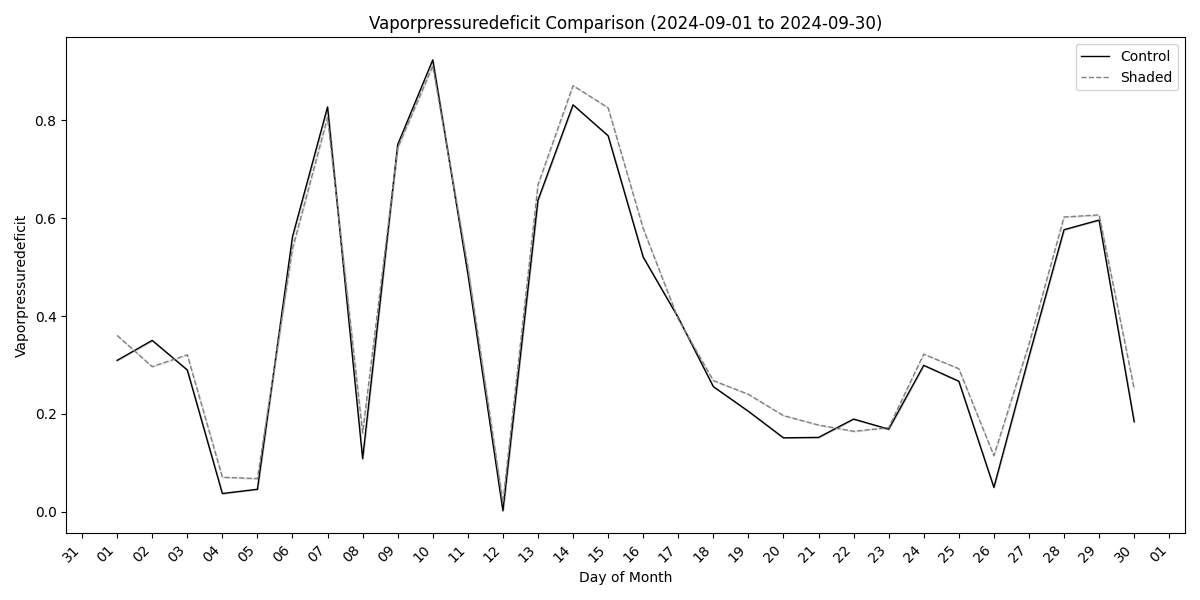 Vaporpressuredeficit Comparison (2024-09-01 to 2024-09-30)
Control
Shaded
Vaporpressuredeficit
0.8
0.6
0.4
0.2
0.0
31 01 02 03 04 05 06 07 08 09 10 11 12 13 14 15 16 17 18 19 20 21 22 23 24 25 26 27 28 29 30 01
Day of Month